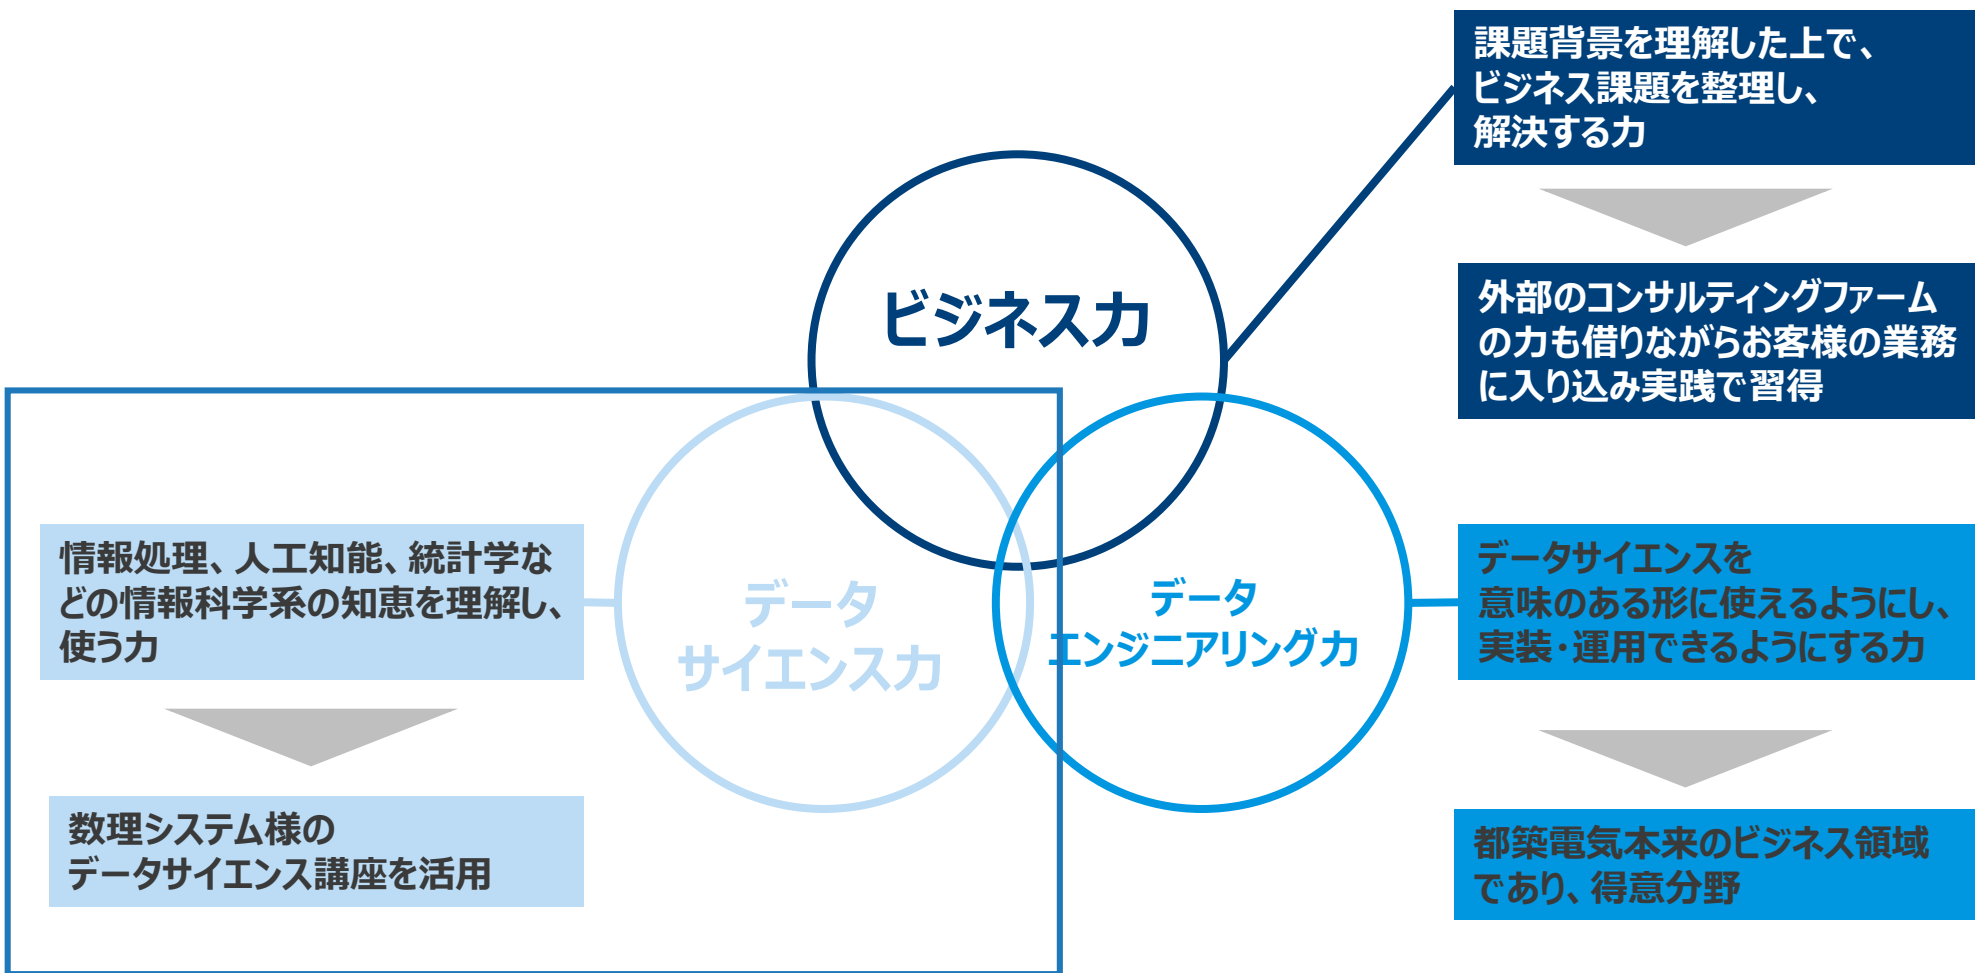 課題背景を理解した上で、
ビジネス課題を整理し、
解決する力
外部のコンサルティングファーム
の力も借りながらお客様の業務
に入り込み実践で習得
ビジネス力
情報処理、人工知能、統計学な
どの情報科学系の知恵を理解し、
使う力
数理システム様の
データサイエンス講座を活用
データ
サイエンス力
データ
エンジニアリング力
データサイエンスを
意味のある形に使えるようにし、
実装・運用できるようにする力
都築電気本来のビジネス領域
であり、得意分野